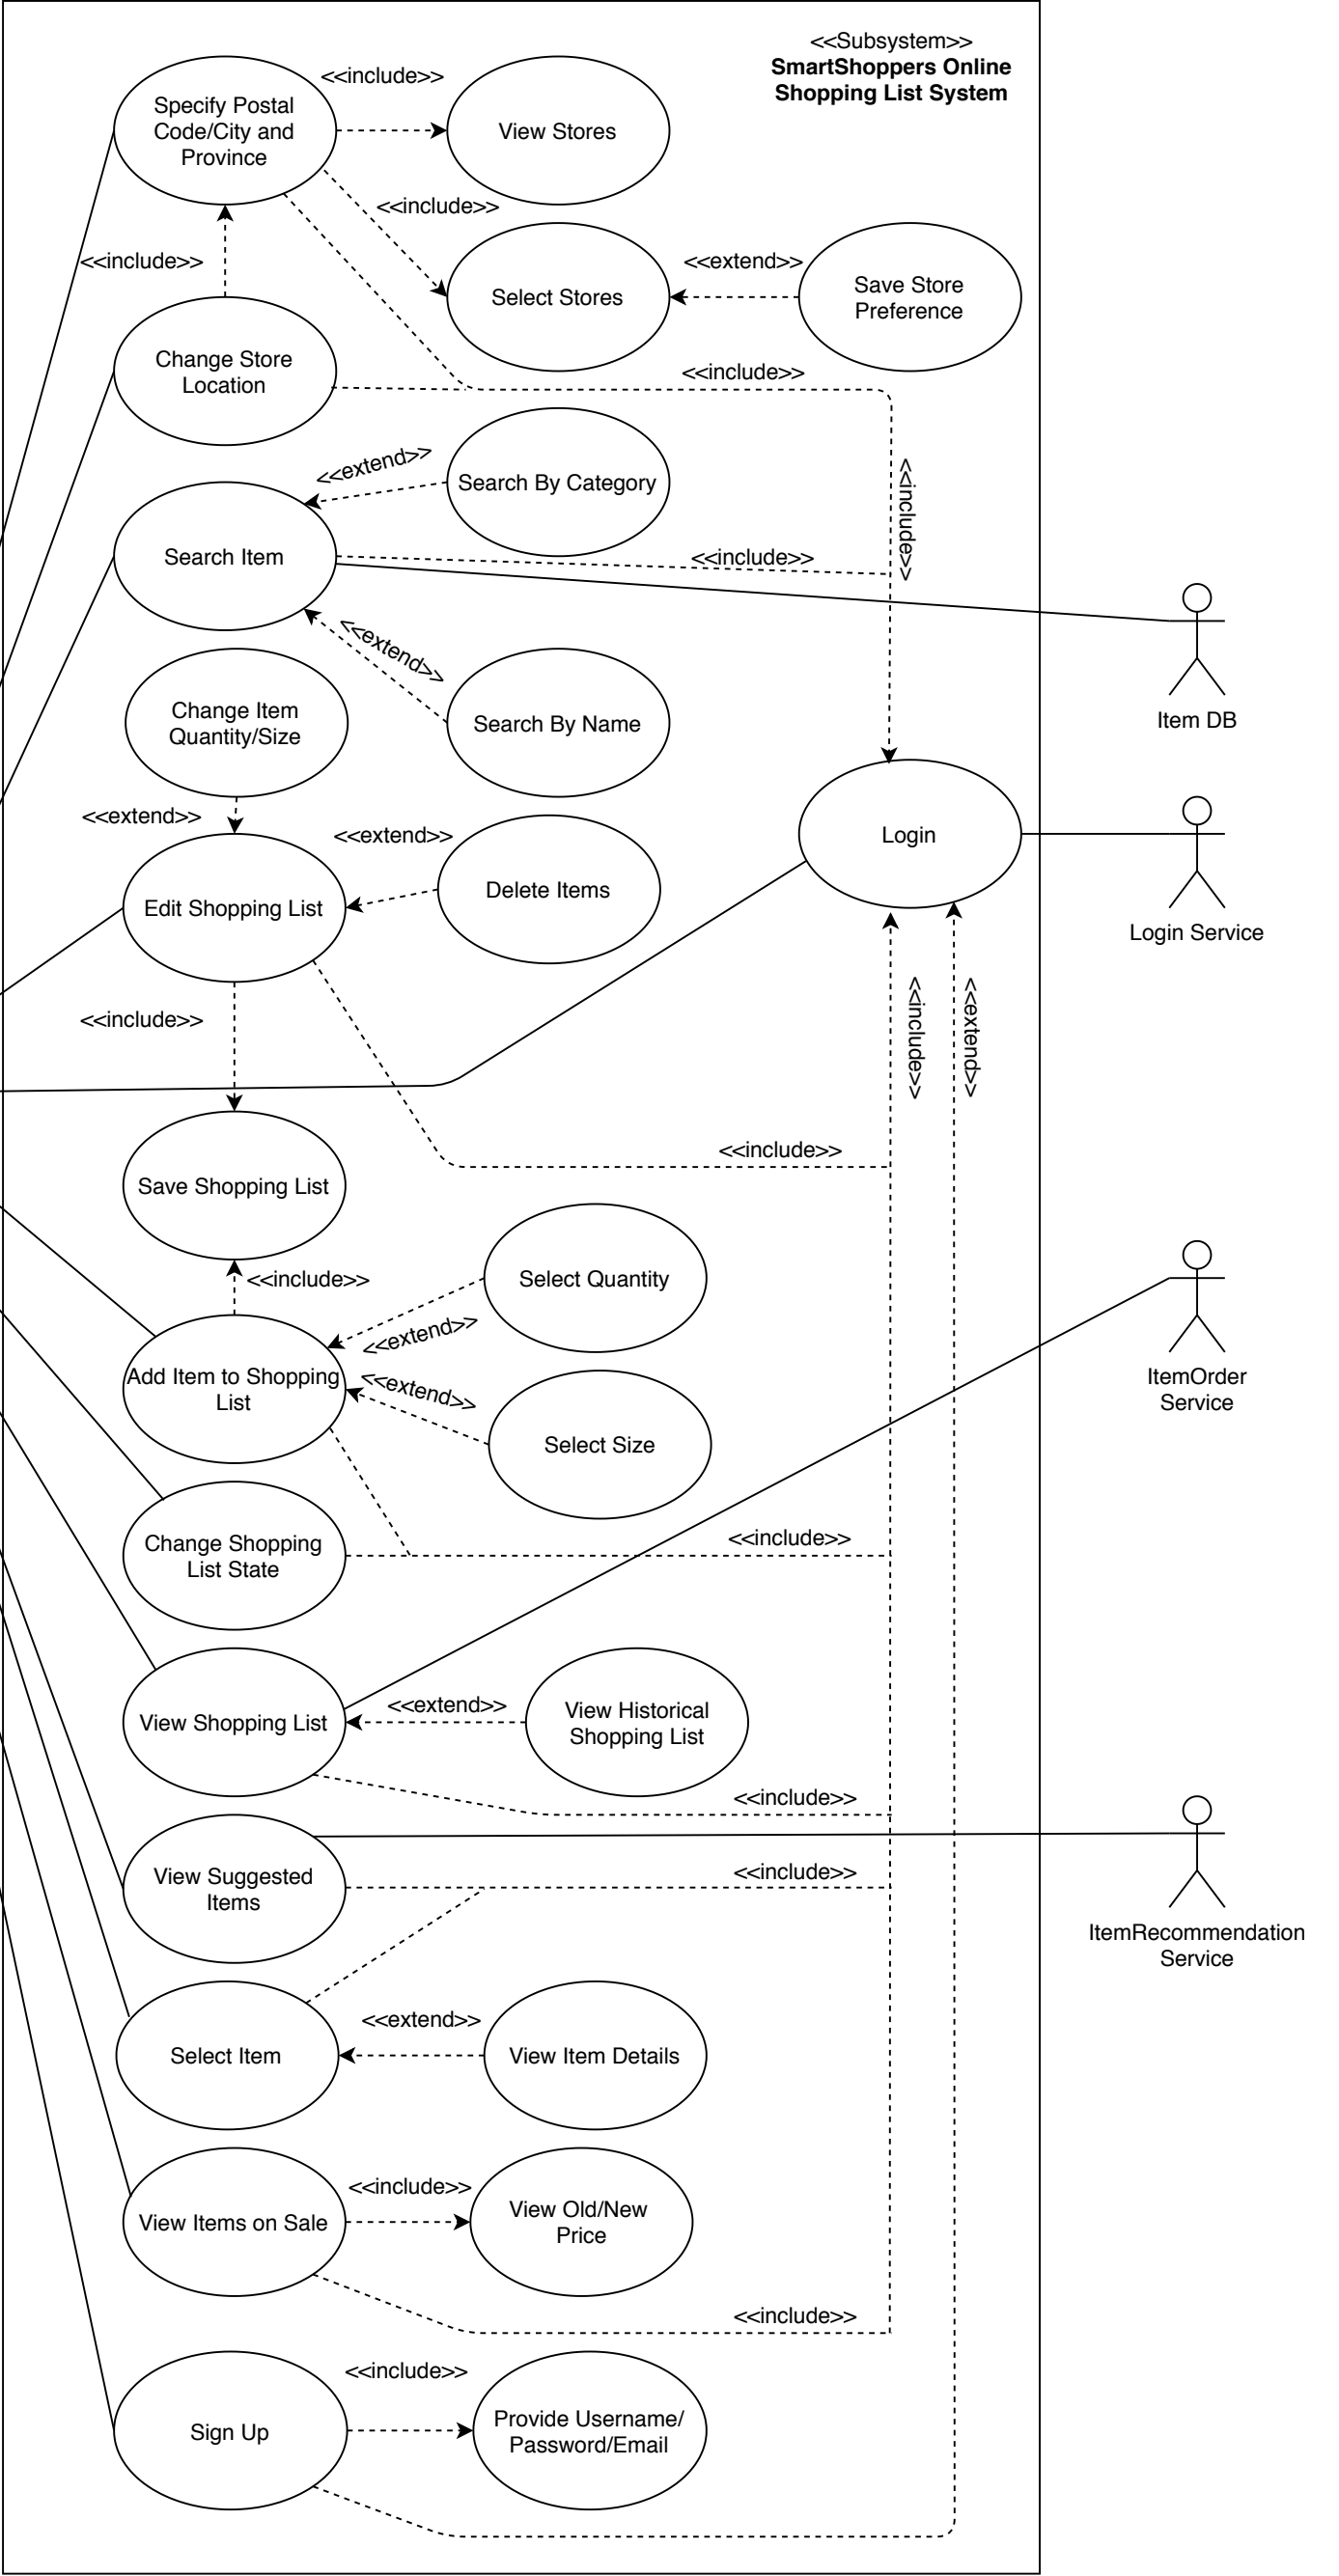 <<Subsystem>>
SmartShoppers Online
Shopping List System
<<include>>
Specify Postal
Code/City and
Province
View Stores
<<include>>
<<include>>
<<extend>>
Select Stores
Save Store
Preference
Change Store
Location
<<include>>
<<extend>>
Search By Category
<<include>>
Search Item
<<include>>
<<extend>>
Change Item
Quantity/Size
Search By Name
Item DB
<<extend>>
<<extend>>
Login
Edit Shopping List
Delete Items
Login Service
<<include>>
<<include>>
<<extend>>
<<include>>
Save Shopping List
<<include>>
Select Quantity
<<extend>>
Add Item to Shopping
List
<<extend>>
ItemOrder
Service
Select Size
Change Shopping
List State
<<include>>
View Shopping List
<<extend>>
View Historical
Shopping List
<<include>>
View Suggested
Items
<<include>>
ItemRecommendation
Service
<<extend>>
Select Item
View Item Details
<<include>>
View Items on Sale
View Old/New
Price
<<include>>
<<include>>
Sign Up
Provide Username/
Password/Email